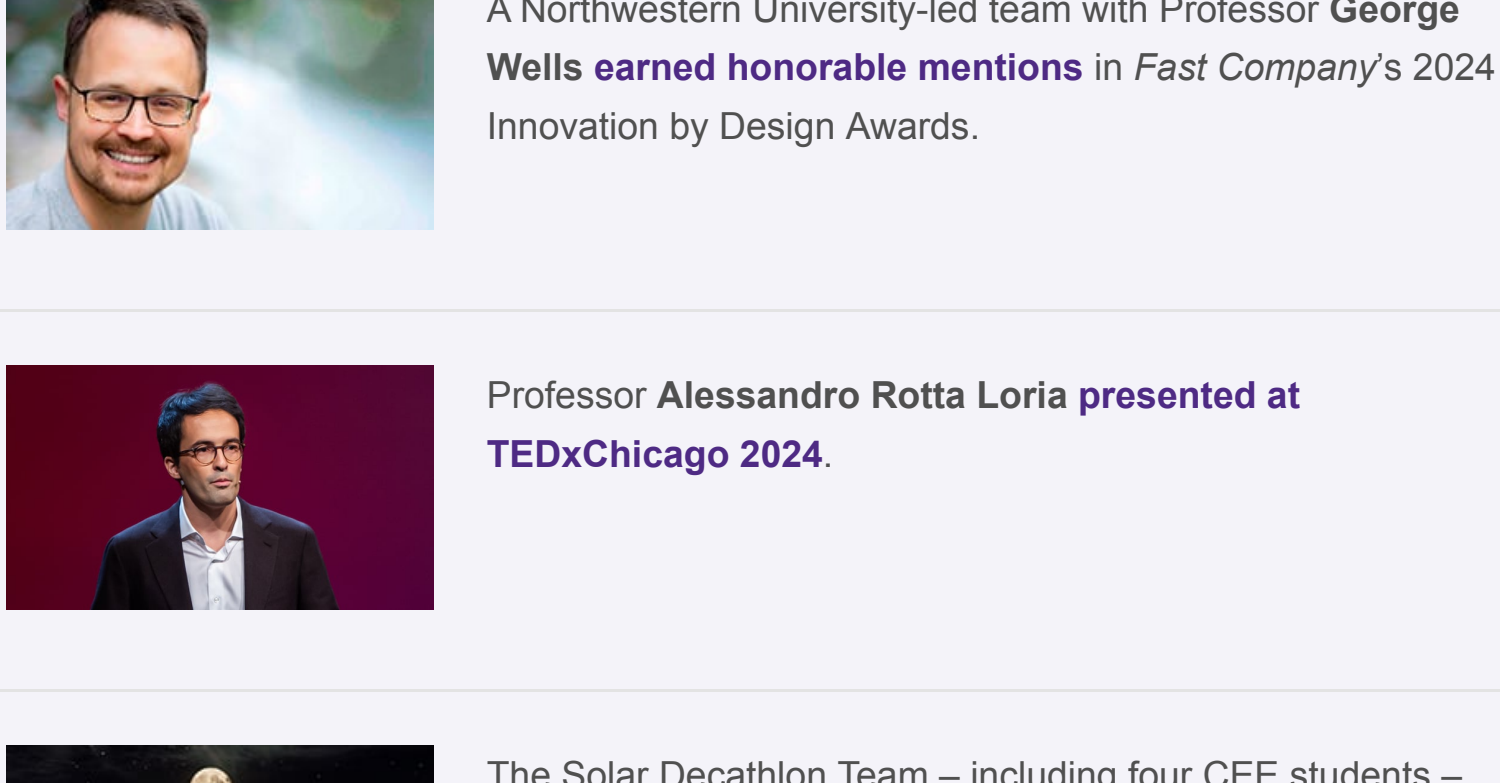 A Northwestern University-led team with Professor George
Wells earned honorable mentions in Fast Company’s 2024
Innovation by Design Awards.
Professor Alessandro Rotta Loria presented at
TEDxChicago 2024.
The Solar Decathlon Team – including four CEE students –